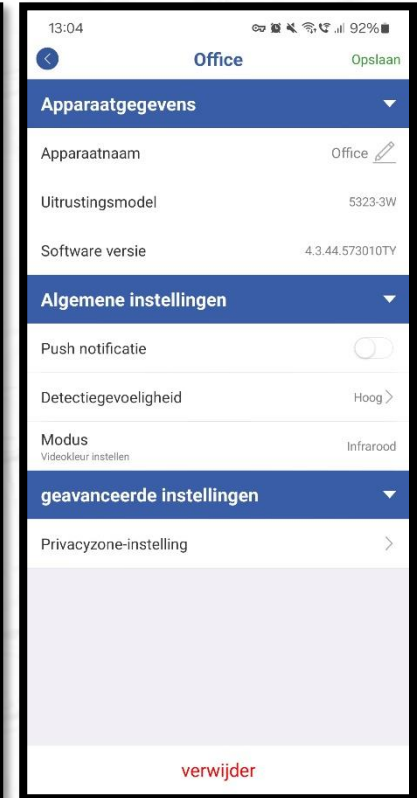 13:04 92%
Office Opslaan
Apparaatgegevens
Apparaatnaam Office
Uitrustingsmodel 5323-3W
Software versie 4.3.44.573010TY
Algemene instellingen
Push notificatie
Detectiegevoeligheid Hoog
Modus Infrarood
Videokleur instellen
geavanceerde instellingen
Privacyzone-instelling
verwijder